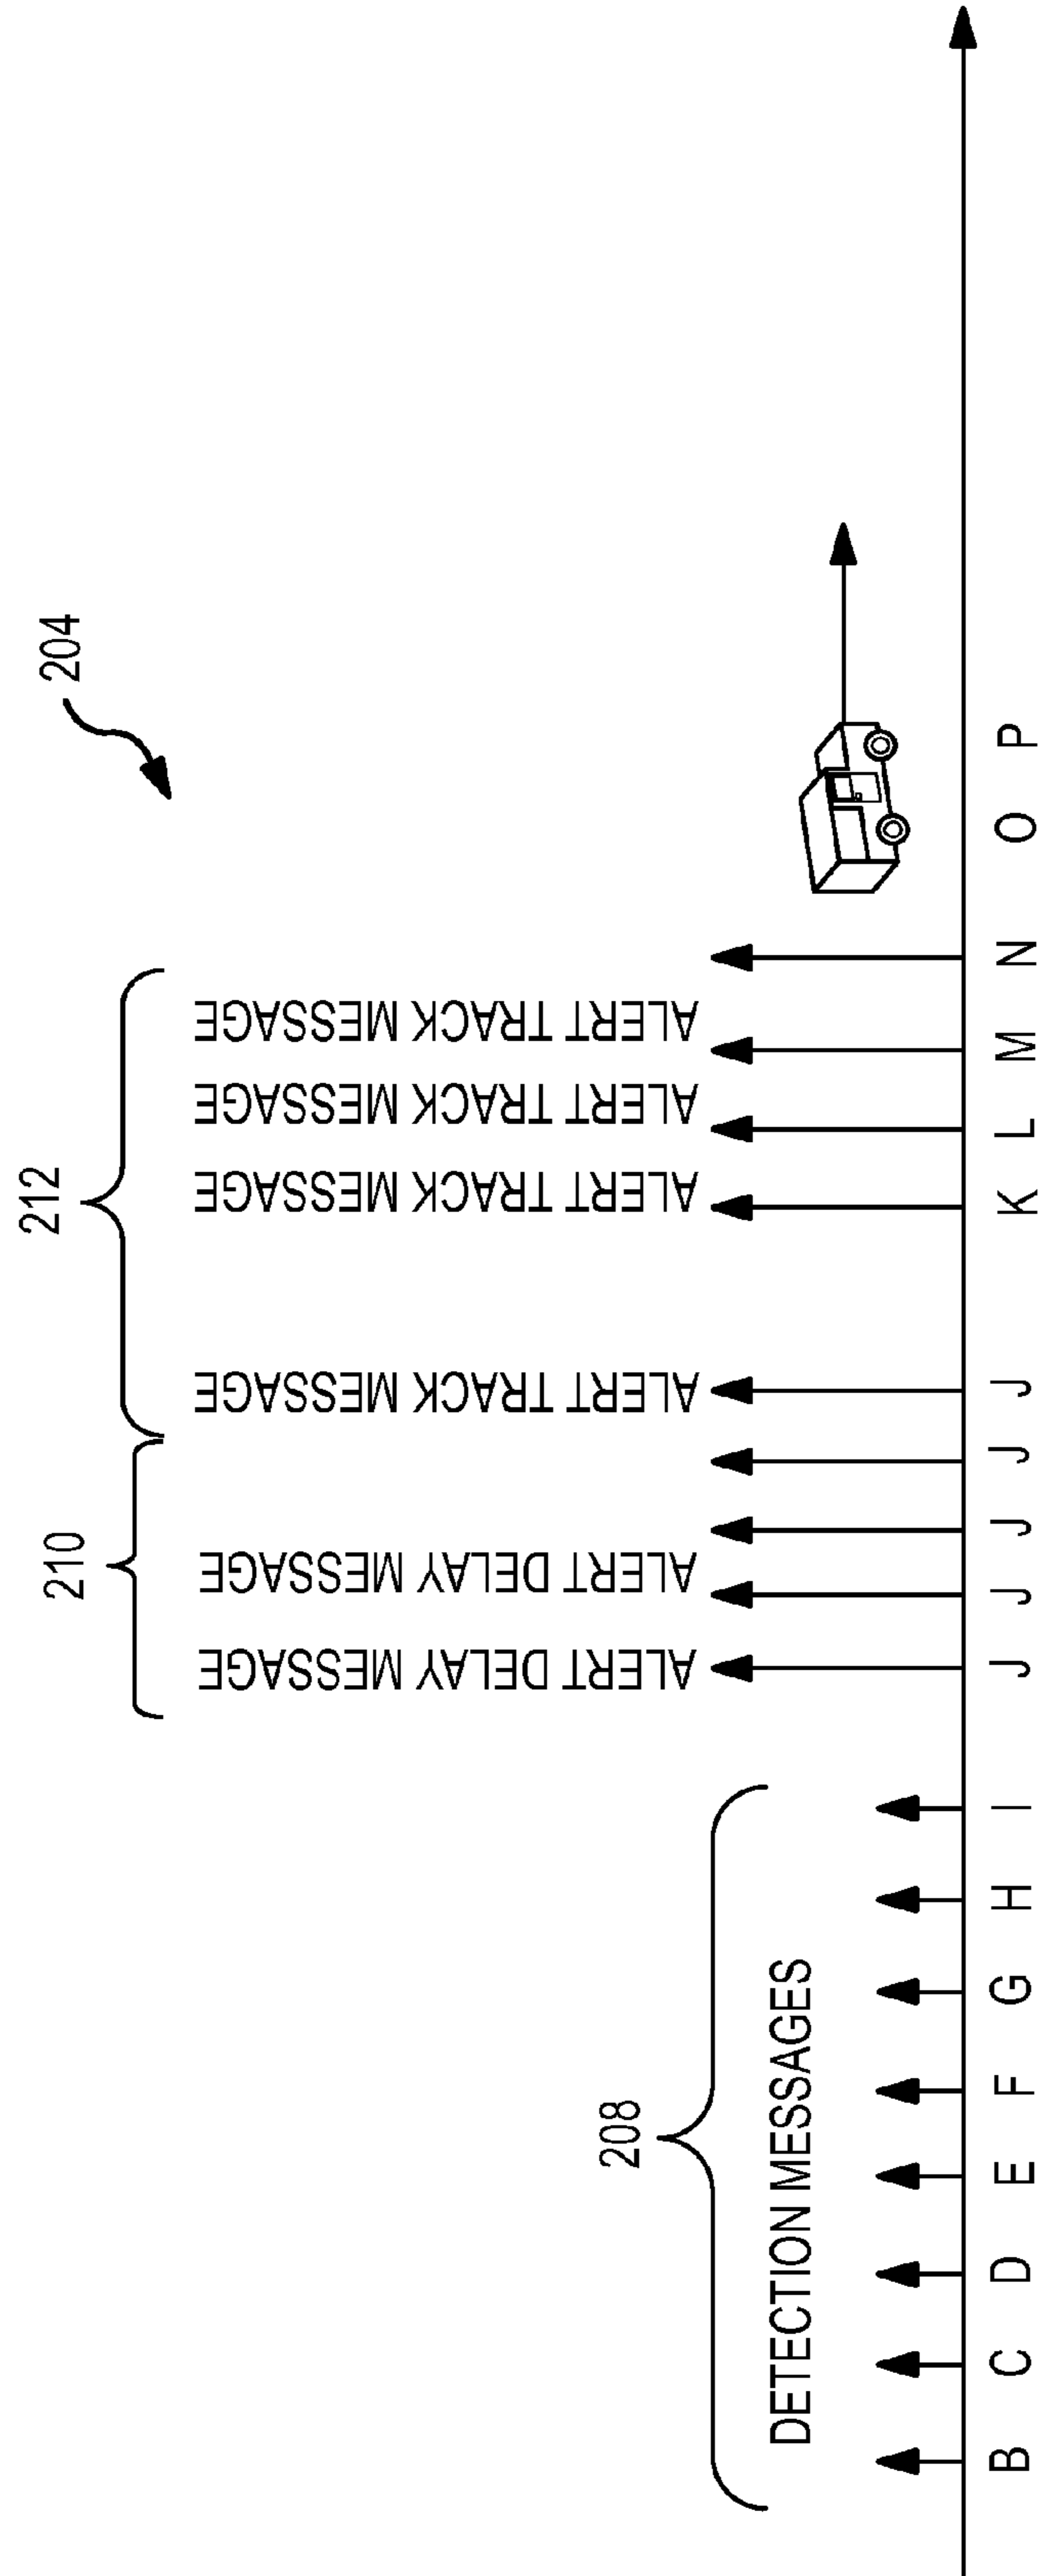 204
212
210
ALERT DELAY MESSAGE
ALERT DELAY MESSAGE
ALERT TRACK MESSAGE
ALERT TRACK MESSAGE
ALERT TRACK MESSAGE
ALERT TRACK MESSAGE
208
DETECTION MESSAGES
B C D E F G H I J J J J J K L M N O P